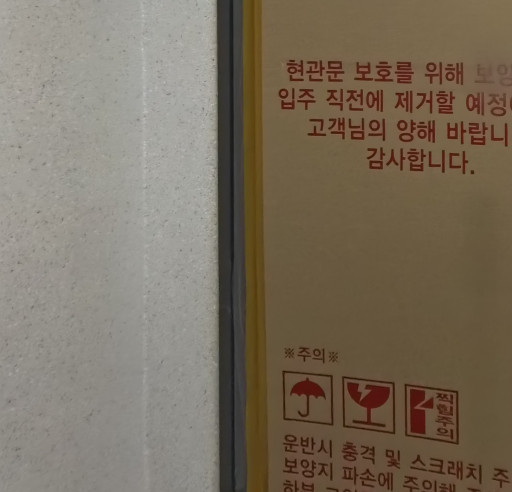 현관문 보호를 위해 보양
입주 직전에 제거할 예정
고객님의 양해 바랍니
감사합니다.
※주의※
찍힘주의
운반시 충격 및 스크래치 주
보양지 파손에 주의해